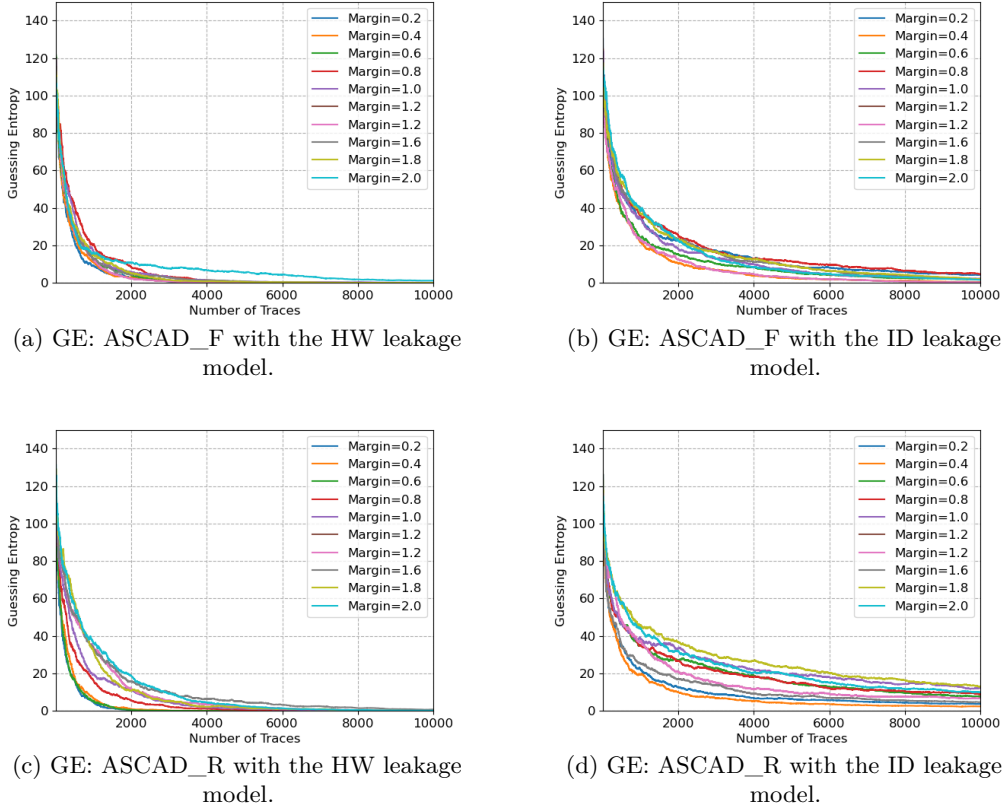 140
120
100
80
60
40
20
0
Guessing Entropy
Margin=0.2
Margin=0.4
Margin=0.6
Margin=0.8
Margin=1.0
Margin=1.2
Margin=1.2
Margin=1.6
Margin=1.8
Margin=2.0
2000 4000 6000 8000 10000
Number of Traces
(a) GE: ASCAD_F with the HW leakage
model.
140
120
100
80
60
40
20
0
Guessing Entropy
Margin=0.2
Margin=0.4
Margin=0.6
Margin=0.8
Margin=1.0
Margin=1.2
Margin=1.2
Margin=1.6
Margin=1.8
Margin=2.0
2000 4000 6000 8000 10000
Number of Traces
(b) GE: ASCAD_F with the ID leakage
model.
140
120
100
80
60
40
20
0
Guessing Entropy
Margin=0.2
Margin=0.4
Margin=0.6
Margin=0.8
Margin=1.0
Margin=1.2
Margin=1.2
Margin=1.6
Margin=1.8
Margin=2.0
2000 4000 6000 8000 10000
Number of Traces
(c) GE: ASCAD_R with the HW leakage
model.
140
120
100
80
60
40
20
0
Guessing Entropy
Margin=0.2
Margin=0.4
Margin=0.6
Margin=0.8
Margin=1.0
Margin=1.2
Margin=1.2
Margin=1.6
Margin=1.8
Margin=2.0
2000 4000 6000 8000 10000
Number of Traces
(d) GE: ASCAD_R with the ID leakage
model.